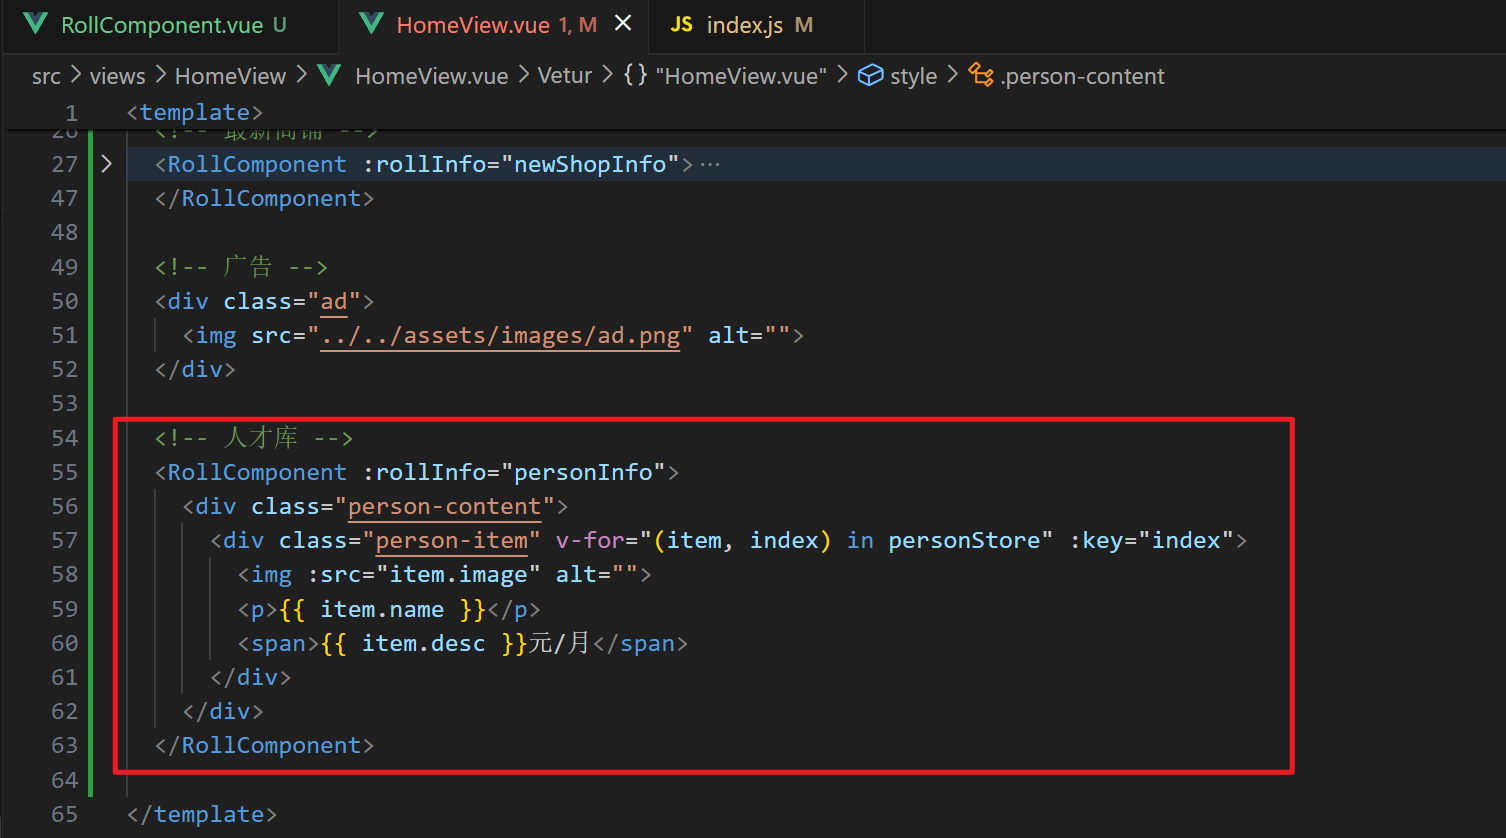 RollComponent.vue U
HomeView.vue 1, M
JS index.js M
src > views > HomeView > HomeView.vue > Vetur > {} "HomeView.vue" > style > .person-content
1 <template>
26 <!-- 最新商铺 -->
27 <RollComponent :rollInfo="newShopInfo"> ...
47 </RollComponent>
48
49 <!-- 广告 -->
50 <div class="ad">
51 <img src="../../assets/images/ad.png" alt="">
52 </div>
53
54 <!-- 人才库 -->
55 <RollComponent :rollInfo="personInfo">
56 <div class="person-content">
57 <div class="person-item" v-for="(item, index) in personStore" :key="index">
58 <img :src="item.image" alt="">
59 <p>{{ item.name }}</p>
60 <span>{{ item.desc }}元/月</span>
61 </div>
62 </div>
63 </RollComponent>
64
65 </template>